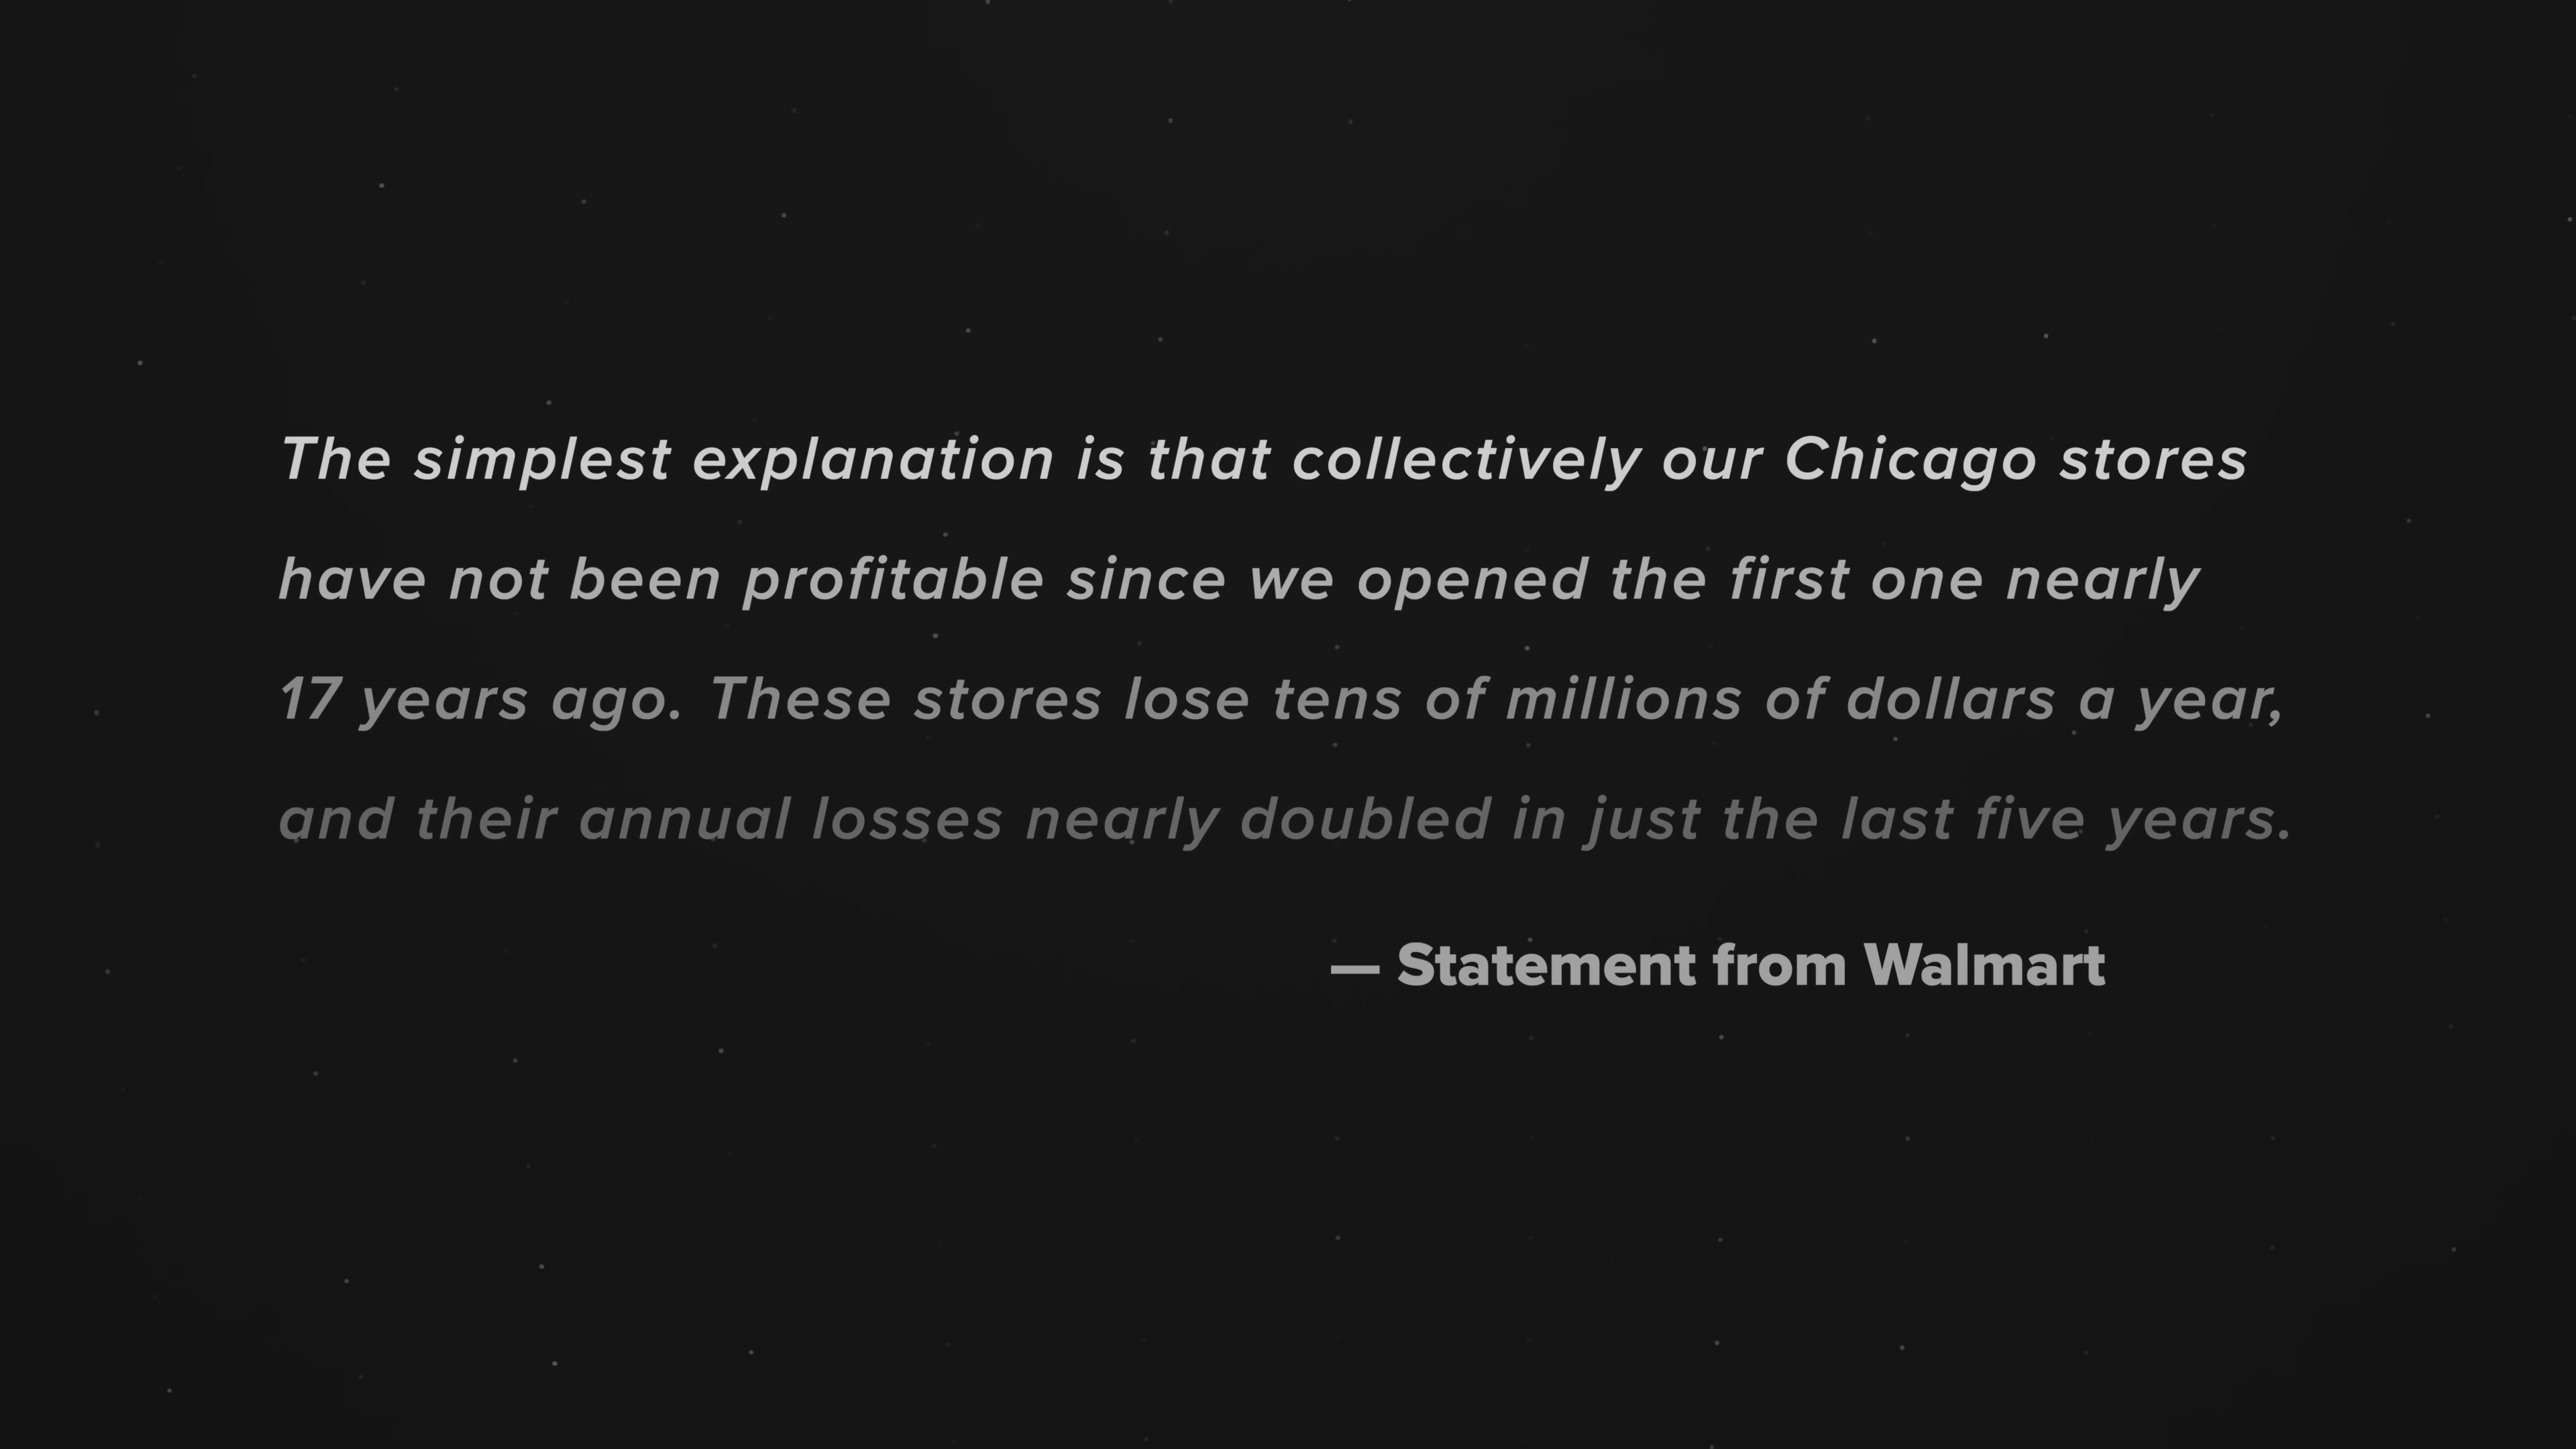 The simplest explanation is that collectively our Chicago stores
have not been profitable since we opened the first one nearly
17 years ago. These stores lose tens of millions of dollars a year,
and their annual losses nearly doubled in just the last five years.
— Statement from Walmart